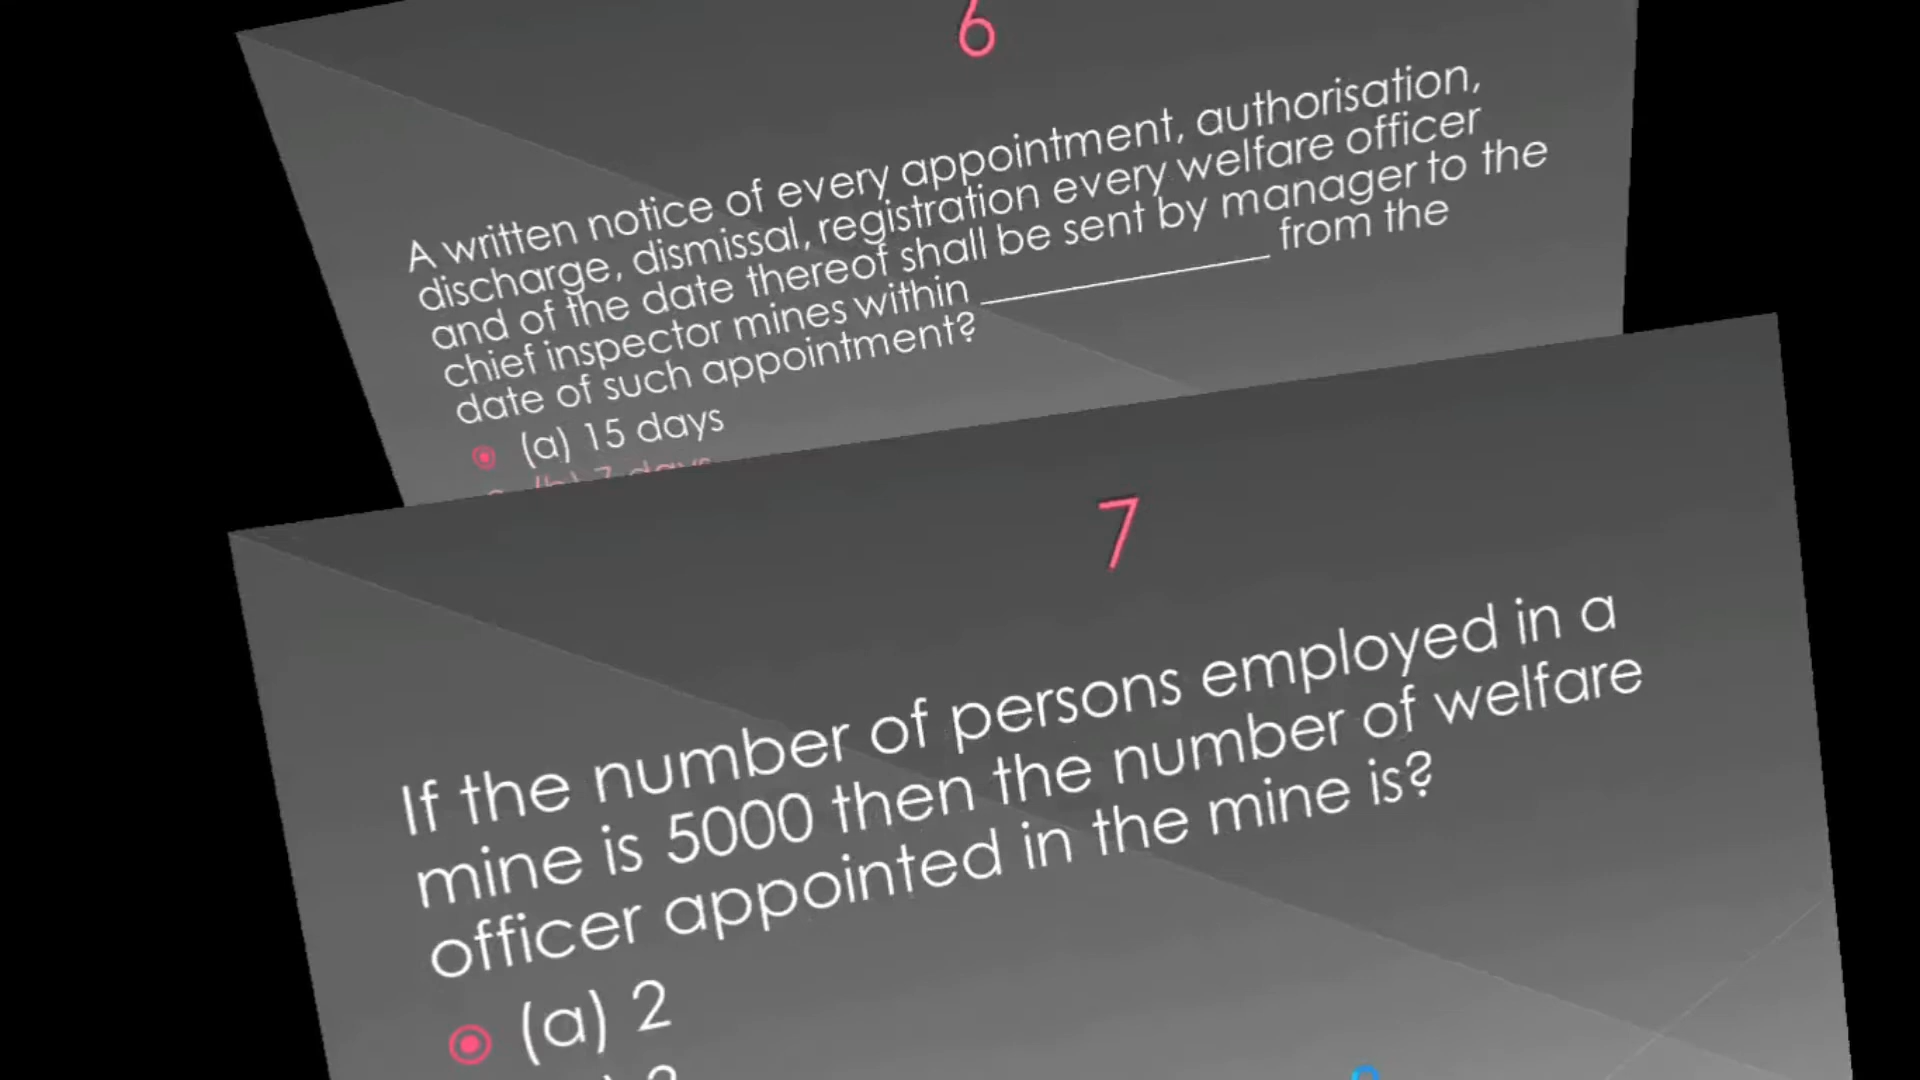 6
A written notice of every appointment, authorisation,
discharge, dismissal, registration every welfare officer
and of the date thereof shall be sent by manager to the
chief inspector mines within ____________ from the
date of such appointment?
(a) 15 days
(b) 7 days
7
If the number of persons employed in a
mine is 5000 then the number of welfare
officer appointed in the mine is?
(a) 2